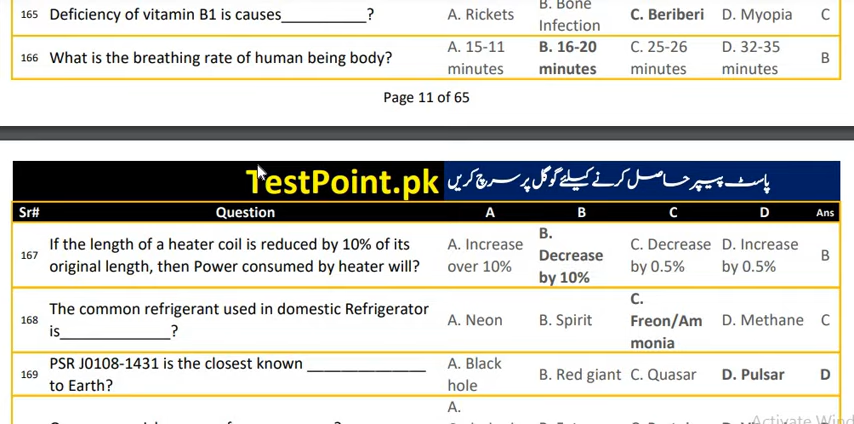 165 Deficiency of vitamin B1 is causes__________? A. Rickets B. Bone Infection C. Beriberi D. Myopia C
166 What is the breathing rate of human being body? A. 15-11 minutes B. 16-20 minutes C. 25-26 minutes D. 32-35 minutes B
Page 11 of 65
TestPoint.pk پاسٹ پیپر حاصل کرنے کیلئے گوگل پر سرچ کریں
Sr# Question A B C D Ans
167 If the length of a heater coil is reduced by 10% of its original length, then Power consumed by heater will? A. Increase over 10% B. Decrease by 10% C. Decrease by 0.5% D. Increase by 0.5% B
168 The common refrigerant used in domestic Refrigerator is_____________? A. Neon B. Spirit C. Freon/Am monia D. Methane C
169 PSR J0108-1431 is the closest known ______________ to Earth? A. Black hole B. Red giant C. Quasar D. Pulsar D
A.